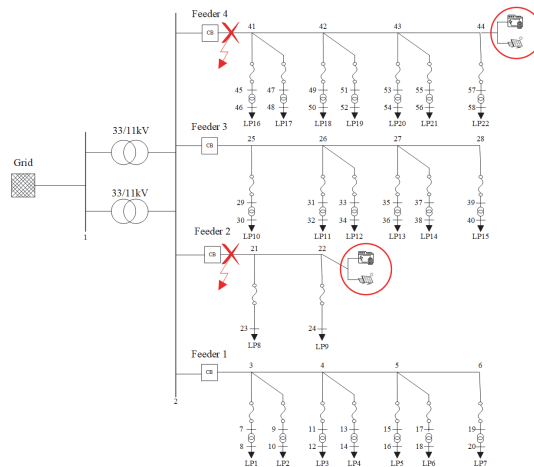 Feeder 4
41 42 43 44
CB
45 47 49 51 53 55 57
46 48 50 52 54 56 58
LP16 LP17 LP18 LP19 LP20 LP21 LP22
Feeder 3
25 26 27 28
CB
33/11kV
Grid
33/11kV
1
29 31 33 35 37 39
30 32 34 36 38 40
LP10 LP11 LP12 LP13 LP14 LP15
Feeder 2
21 22
CB
23 24
LP8 LP9
Feeder 1
CB
3 4 5 6
2
7 9 11 13 15 17 19
8 10 12 14 16 18 20
LP1 LP2 LP3 LP4 LP5 LP6 LP7